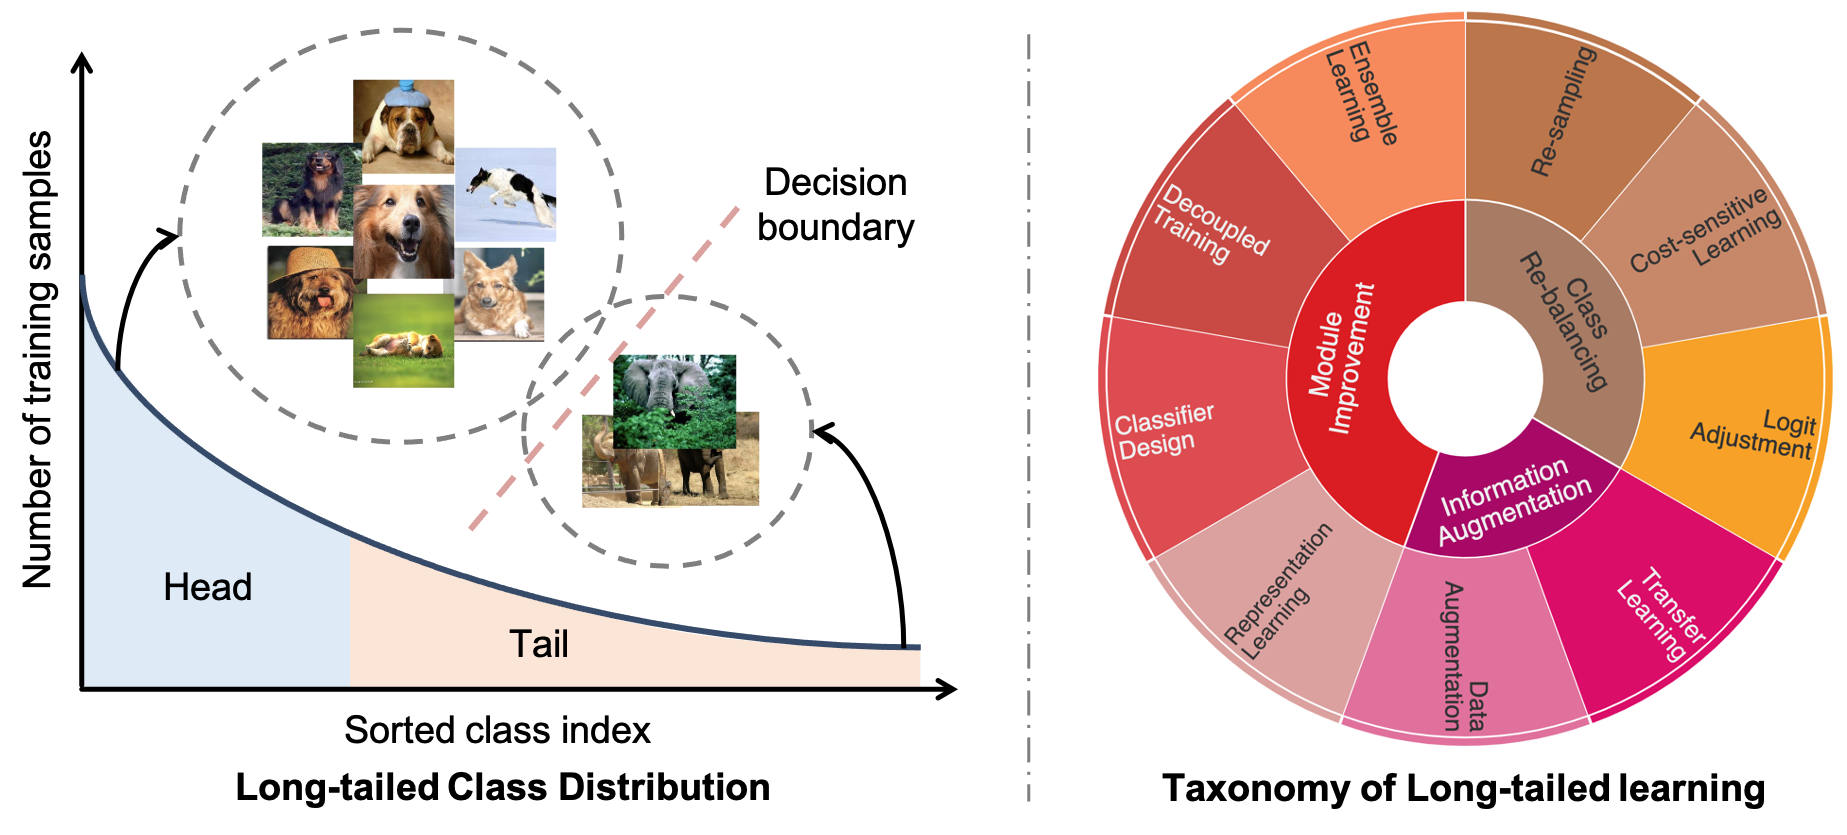 Number of training samples
Decision
boundary
Head
Tail
Sorted class index
Long-tailed Class Distribution
Ensemble
Learning
Re-sampling
Cost-sensitive
Learning
Logit
Adjustment
Transfer
Learning
Data
Augmentation
Representation
Learning
Classifier
Design
Decoupled
Training
Class
Re-balancing
Information
Augmentation
Module
Improvement
Taxonomy of Long-tailed learning